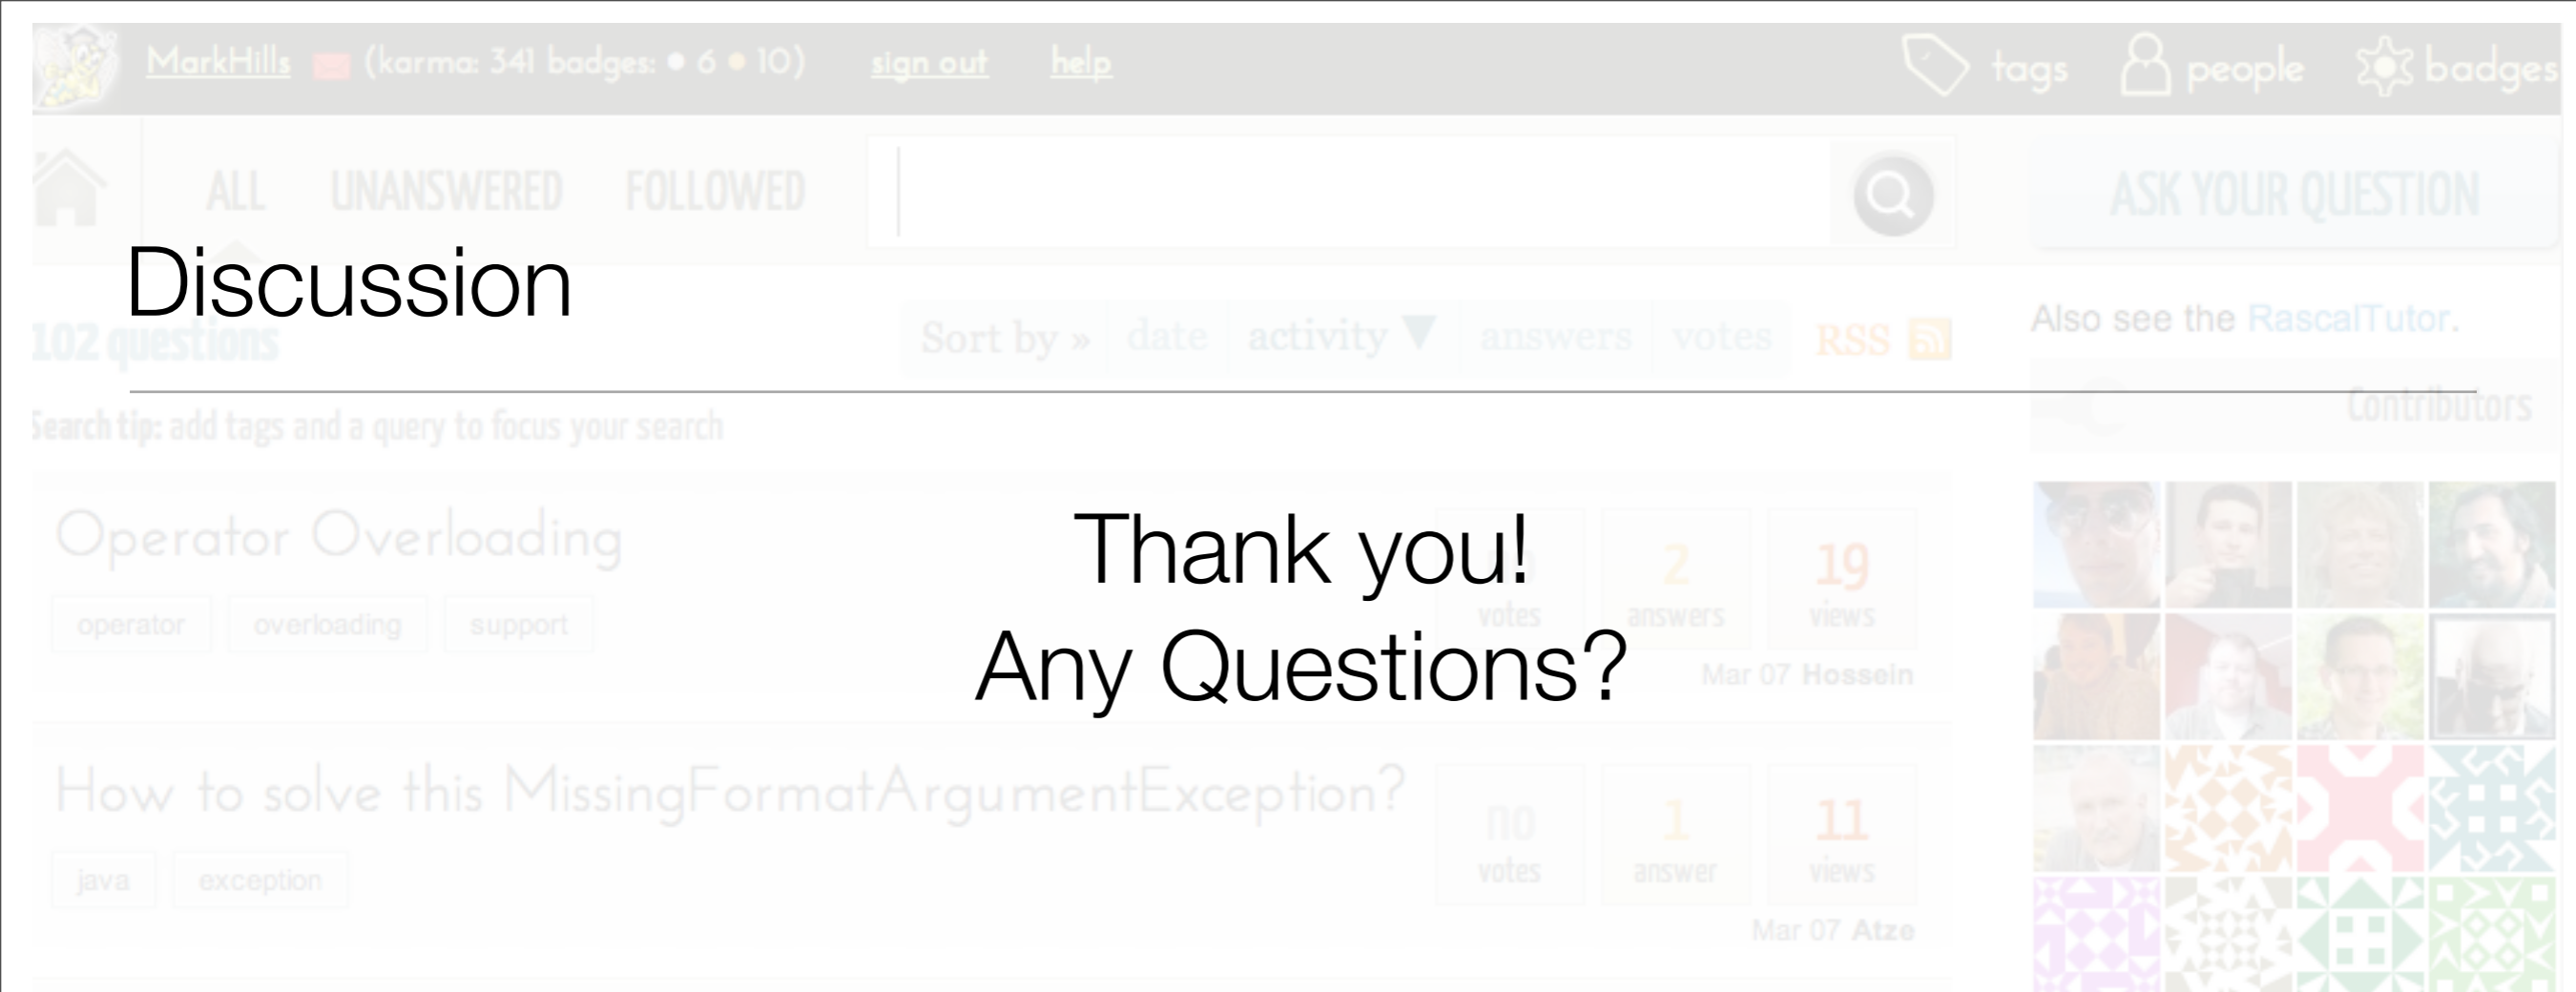 MarkHills (karma: 341 badges: ● 6 ● 10) sign out help tags people badges
ALL UNANSWERED FOLLOWED ASK YOUR QUESTION
Discussion
102 questions Sort by » date activity ▼ answers votes RSS Also see the RascalTutor.
Contributors
Search tip: add tags and a query to focus your search
Operator Overloading
Thank you!
no 2 19
operator overloading support votes answers views
Any Questions?
Mar 07 Hossein
How to solve this MissingFormatArgumentException?
no 1 11
java exception votes answer views
Mar 07 Atze